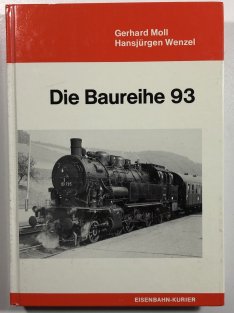 Gerhard Moll
Hansjürgen Wenzel
Die Baureihe 93
EISENBAHN-KURIER